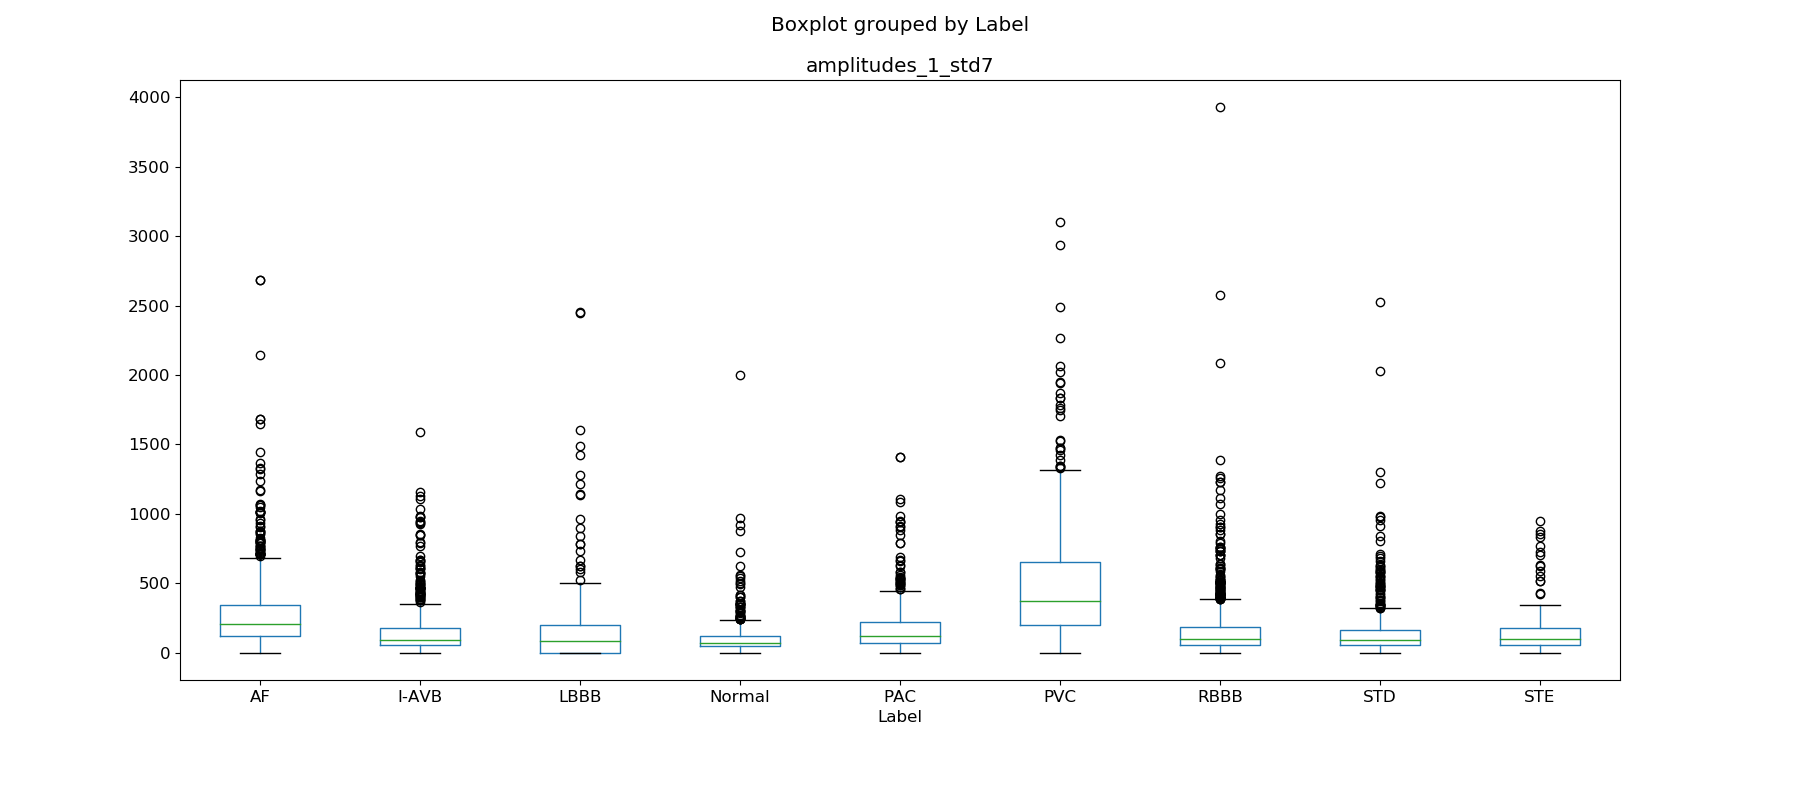 Boxplot grouped by Label
amplitudes_1_std7
4000
3500
3000
2500
2000
1500
1000
500
0
AF I-AVB LBBB Normal PAC PVC RBBB STD STE
Label